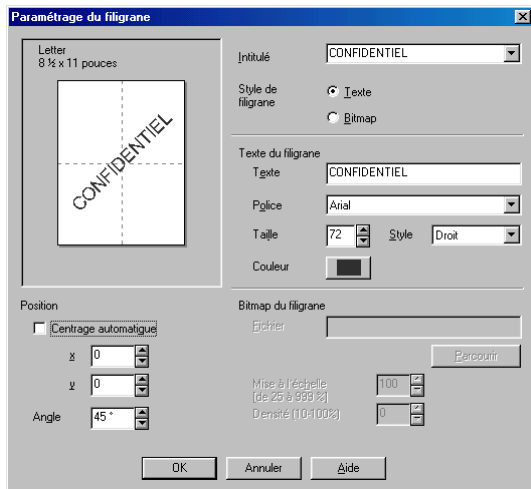 Paramétrage du filigrane
Letter
8 ½ x 11 pouces
CONFIDENTIEL
Intitulé CONFIDENTIEL
Style de filigrane
Texte
Bitmap
Texte du filigrane
Texte CONFIDENTIEL
Police Arial
Taille 72 Style Droit
Couleur
Position
Centrage automatique
x 0
y 0
Angle 45 °
Bitmap du filigrane
Fichier
Percourir
Mise à l'échelle 100
[de 25 à 999 %]
Densité (10-100%) 0
OK Annuler Aide